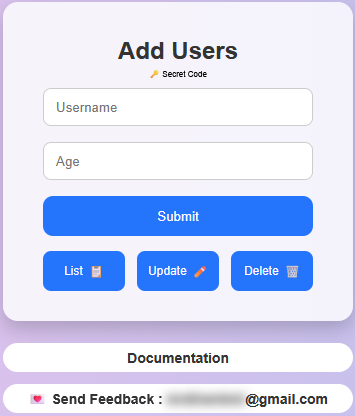 Add Users
🔑 Secret Code
Username
Age
Submit
List 📋 Update 🖍️ Delete 🗑️
Documentation
💌 Send Feedback : @gmail.com